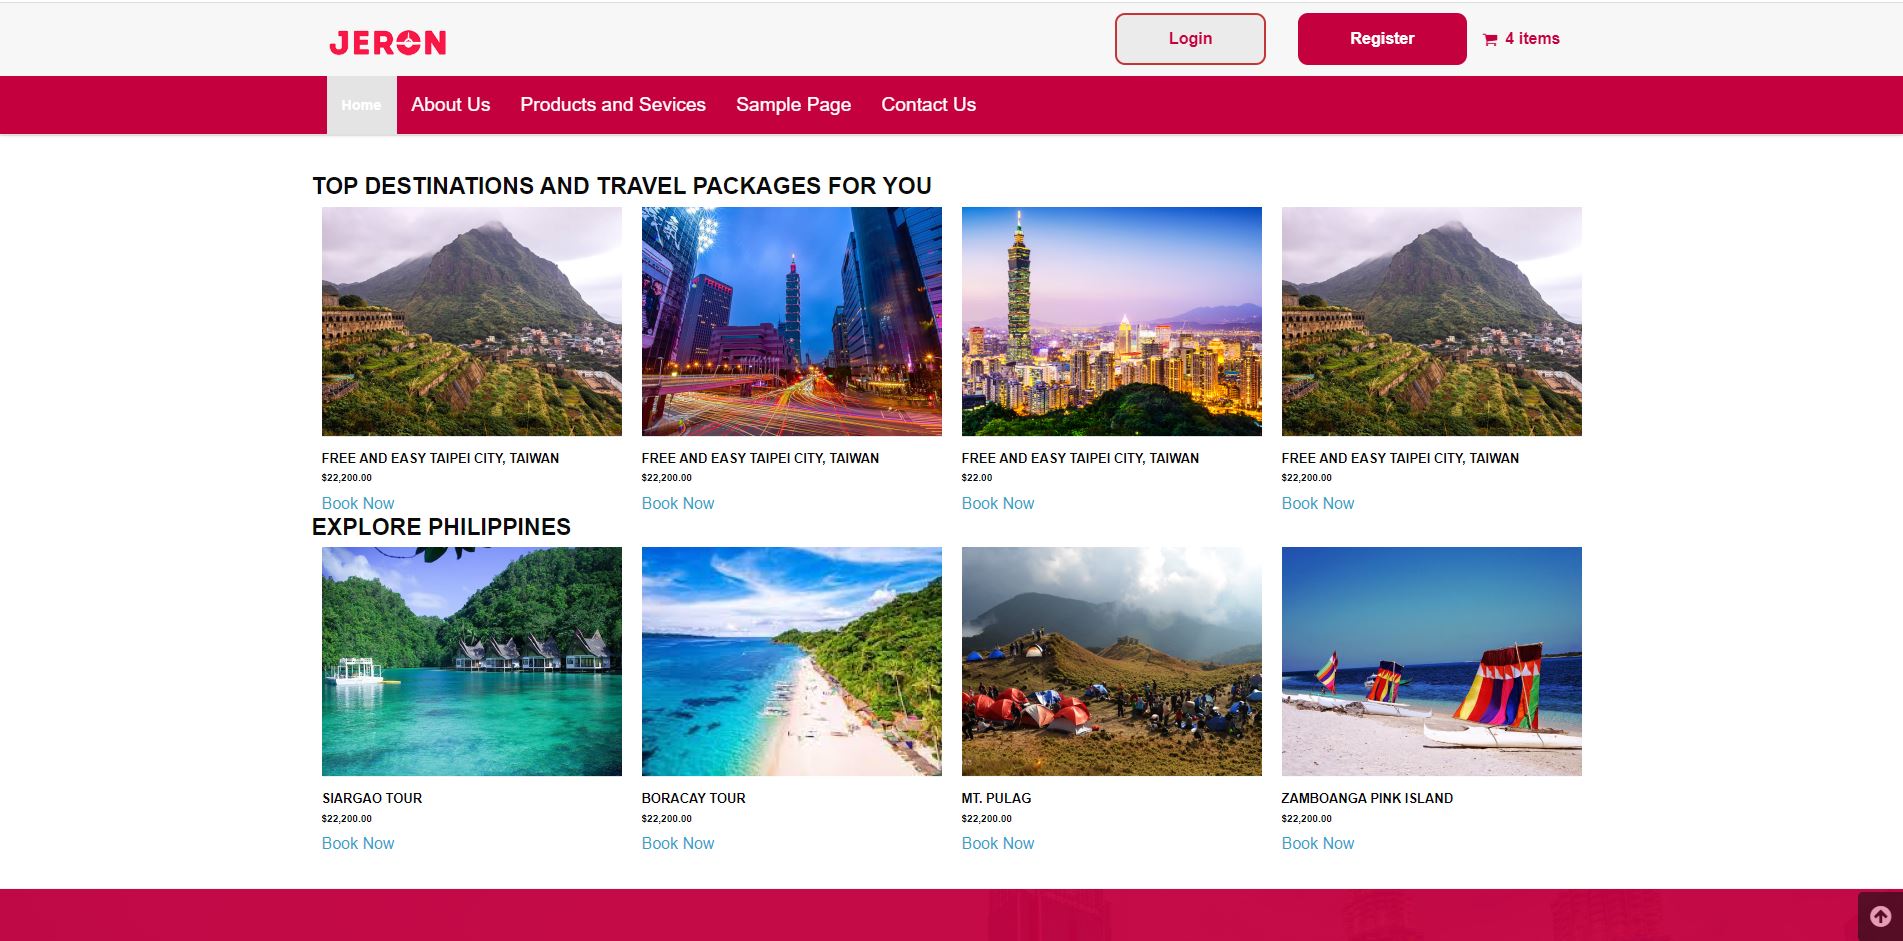 JERON
Login
Register
4 items
Home
About Us
Products and Sevices
Sample Page
Contact Us
TOP DESTINATIONS AND TRAVEL PACKAGES FOR YOU
FREE AND EASY TAIPEI CITY, TAIWAN
$22,200.00
Book Now
FREE AND EASY TAIPEI CITY, TAIWAN
$22,200.00
Book Now
FREE AND EASY TAIPEI CITY, TAIWAN
$22.00
Book Now
FREE AND EASY TAIPEI CITY, TAIWAN
$22,200.00
Book Now
EXPLORE PHILIPPINES
SIARGAO TOUR
$22,200.00
Book Now
BORACAY TOUR
$22,200.00
Book Now
MT. PULAG
$22,200.00
Book Now
ZAMBOANGA PINK ISLAND
$22,200.00
Book Now